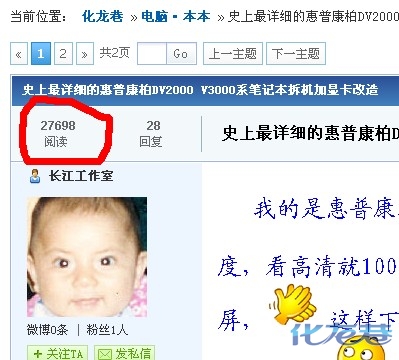 当前位置： 化龙巷 » 电脑·本本 » 史上最详细的惠普康柏DV20
« 1 2 » 共2页 Go 上一主题 下一主题
史上最详细的惠普康柏DV2000 V3000系笔记本拆机加显卡改造
27698 28
阅读 回复
史上最详细的惠普康柏D
长江工作室
我的是惠普康
度，看高清就100
屏， 这样下
微博0条 | 粉丝1人
关注TA 发私信
化龙巷